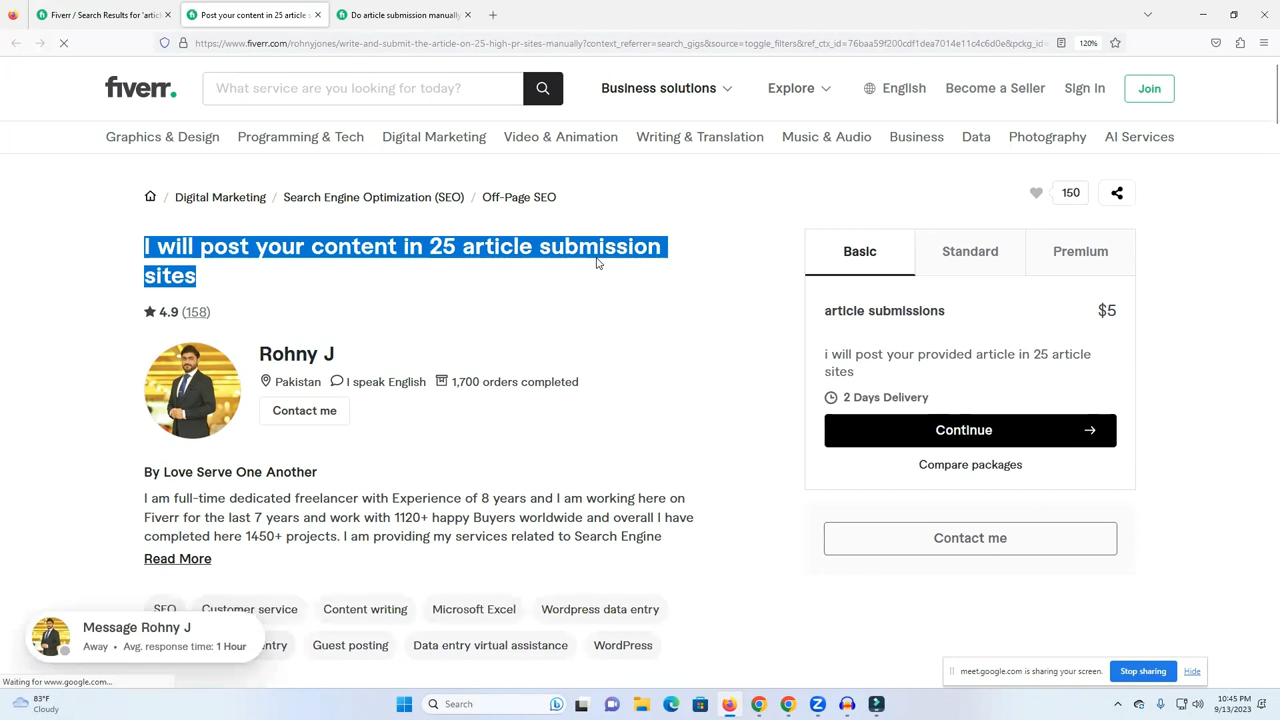 Fiverr / Search Results for 'artic
Post your content in 25 article s
Do article submission manually
https://www.fiverr.com/rohnyjones/write-and-submit-the-article-on-25-high-pr-sites-manually?context_referrer=search_gigs&source=toggle_filters&ref_ctx_id=76baa59f200cdf1dea7014e11c4c6d0e&pckg_id=
120%
fiverr.
What service are you looking for today?
Business solutions
Explore
English
Become a Seller
Sign In
Join
Graphics & Design
Programming & Tech
Digital Marketing
Video & Animation
Writing & Translation
Music & Audio
Business
Data
Photography
AI Services
/ Digital Marketing / Search Engine Optimization (SEO) / Off-Page SEO
150
I will post your content in 25 article submission
sites
4.9 (158)
Rohny J
Pakistan I speak English 1,700 orders completed
Contact me
By Love Serve One Another
I am full-time dedicated freelancer with Experience of 8 years and I am working here on
Fiverr for the last 7 years and work with 1120+ happy Buyers worldwide and overall I have
completed here 1450+ projects. I am providing my services related to Search Engine
Read More
SEO
Customer service
Content writing
Microsoft Excel
Wordpress data entry
entry
Guest posting
Data entry virtual assistance
WordPress
Basic
Standard
Premium
article submissions $5
i will post your provided article in 25 article
sites
2 Days Delivery
Continue
Compare packages
Contact me
Message Rohny J
Away • Avg. response time: 1 Hour
meet.google.com is sharing your screen.
Stop sharing
Hide
Waiting for www.google.com...
83°F
Cloudy
Search
10:45 PM
9/13/2023